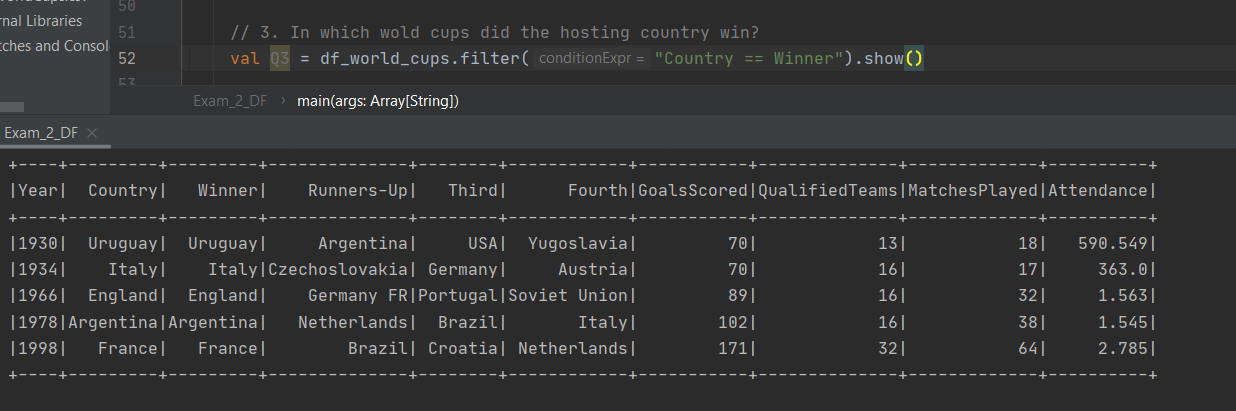 50
rnal Libraries
51 // 3. In which wold cups did the hosting country win?
tches and Consol
52 val Q3 = df_world_cups.filter( conditionExpr = "Country == Winner").show()
53
Exam_2_DF › main(args: Array[String])
Exam_2_DF ×
+----+---------+---------+--------------+--------+------------+-----------+--------------+-------------+----------+
|Year|  Country|   Winner|    Runners-Up|   Third|      Fourth|GoalsScored|QualifiedTeams|MatchesPlayed|Attendance|
+----+---------+---------+--------------+--------+------------+-----------+--------------+-------------+----------+
|1930|  Uruguay|  Uruguay|     Argentina|     USA|  Yugoslavia|         70|            13|           18|   590.549|
|1934|    Italy|    Italy|Czechoslovakia| Germany|     Austria|         70|            16|           17|     363.0|
|1966|  England|  England|    Germany FR|Portugal|Soviet Union|         89|            16|           32|     1.563|
|1978|Argentina|Argentina|   Netherlands|  Brazil|       Italy|        102|            16|           38|     1.545|
|1998|   France|   France|        Brazil| Croatia| Netherlands|        171|            32|           64|     2.785|
+----+---------+---------+--------------+--------+------------+-----------+--------------+-------------+----------+